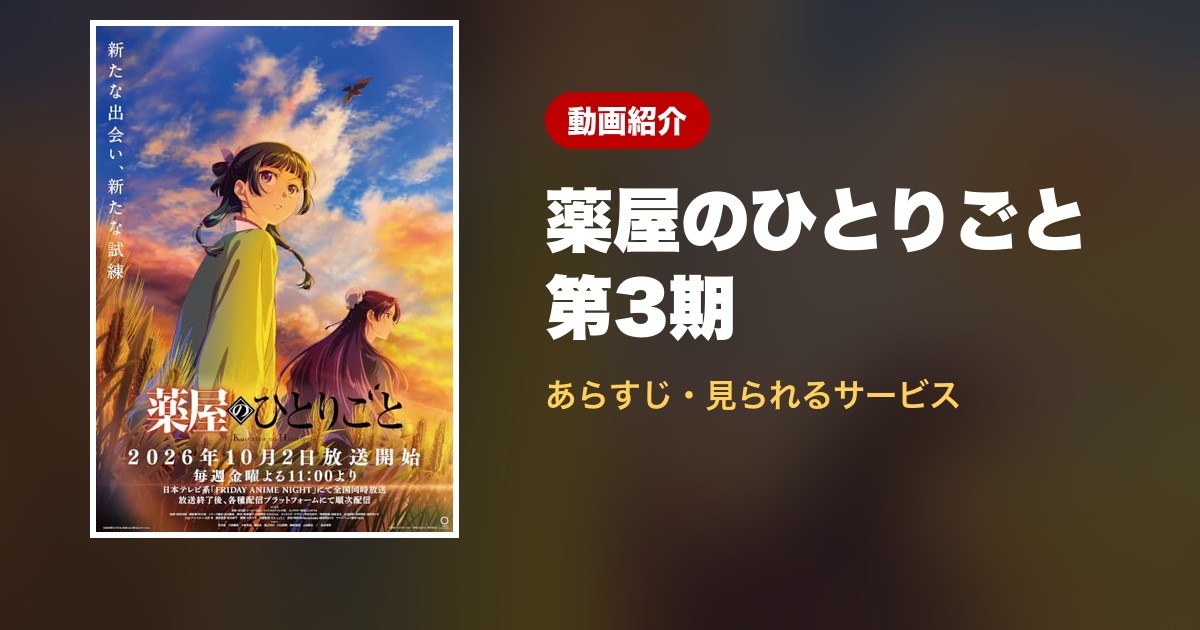 新たな出会い、新たな試練
薬屋のひとりごと
2026年10月2日放送開始
毎週金曜よる11:00より
日本テレビ系「FRIDAY ANIME NIGHT」にて全国同時放送
放送終了後、各種配信プラットフォームにて順次配信
動画紹介
薬屋のひとりごと
第3期
あらすじ・見られるサービス